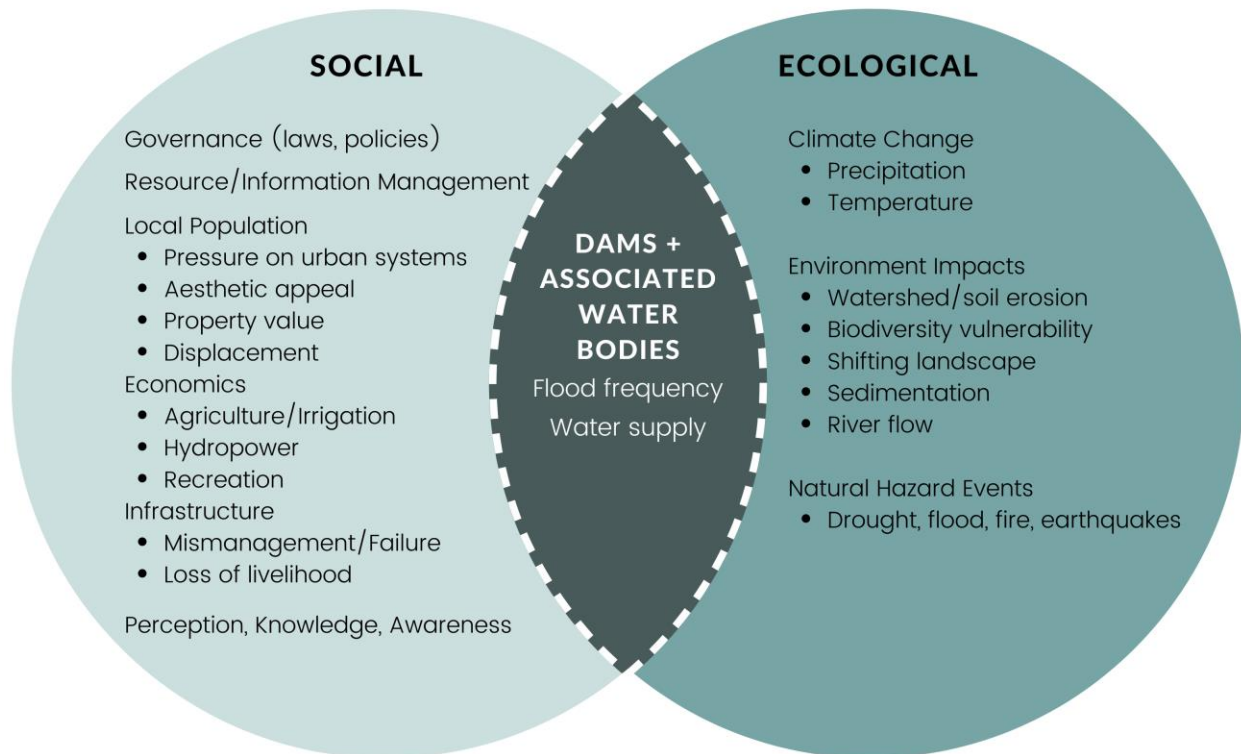 SOCIAL
Governance (laws, policies)
Resource/Information Management
Local Population
• Pressure on urban systems
• Aesthetic appeal
• Property value
• Displacement
Economics
• Agriculture/Irrigation
• Hydropower
• Recreation
Infrastructure
• Mismanagement/Failure
• Loss of livelihood
Perception, Knowledge, Awareness
DAMS +
ASSOCIATED
WATER
BODIES
Flood frequency
Water supply
ECOLOGICAL
Climate Change
• Precipitation
• Temperature
Environment Impacts
• Watershed/soil erosion
• Biodiversity vulnerability
• Shifting landscape
• Sedimentation
• River flow
Natural Hazard Events
• Drought, flood, fire, earthquakes